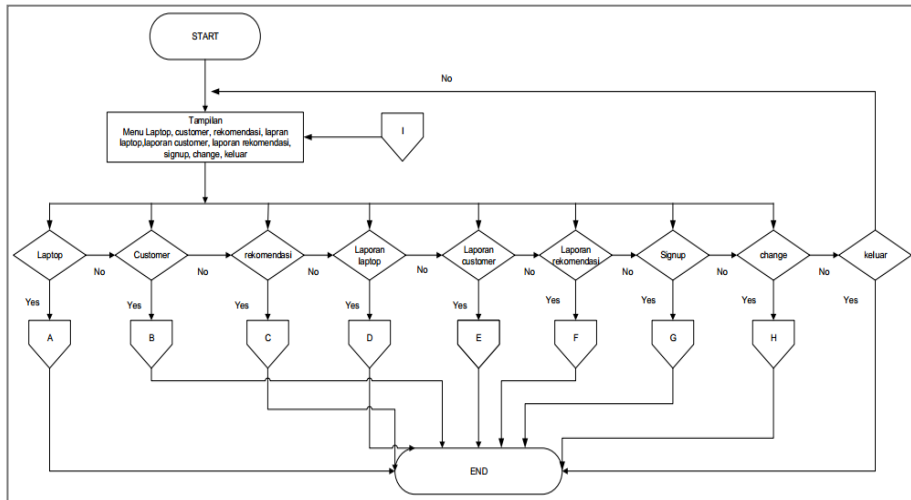 START
No
Tampilan
Menu Laptop, customer, rekomendasi, lapran
laptop,laporan customer, laporan rekomendasi,
signup, change, keluar
I
Laptop
No
Customer
No
rekomendasi
No
Laporan
laptop
No
Laporan
customer
No
Laporan
rekomendasi
No
Signup
No
change
No
keluar
Yes
Yes
Yes
Yes
Yes
Yes
Yes
Yes
Yes
A
B
C
D
E
F
G
H
END